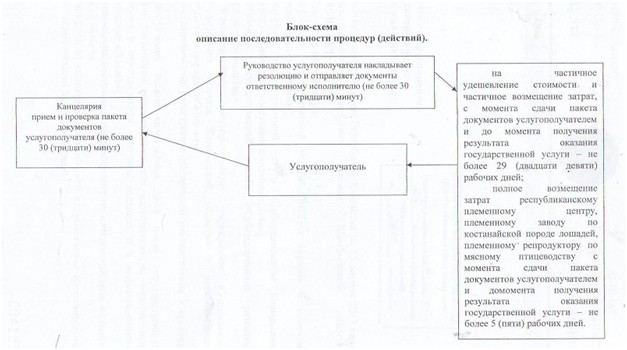 Блок-схема
описание последовательности процедур (действий).
Канцелярия
прием и проверка пакета
документов
услугополучателя (не более
30 (тридцати) минут)
Руководство услугополучателя накладывает
резолюцию и отправляет документы
ответственному исполнителю (не более 30
(тридцати) минут)
Услугополучатель
на частичное
удешевление стоимости и
частичное возмещение затрат,
с момента сдачи пакета
документов услугополучателем
и до момента получения
результата оказания
государственной услуги – не
более 29 (двадцати девяти)
рабочих дней;
полное возмещение
затрат республиканскому
племенному центру,
племенному заводу по
костанайской породе лошадей,
племенному репродуктору по
мясному птицеводству с
момента сдачи пакета
документов услугополучателем
и домомента получения
результата оказания
государственной услуги – не
более 5 (пяти) рабочих дней.